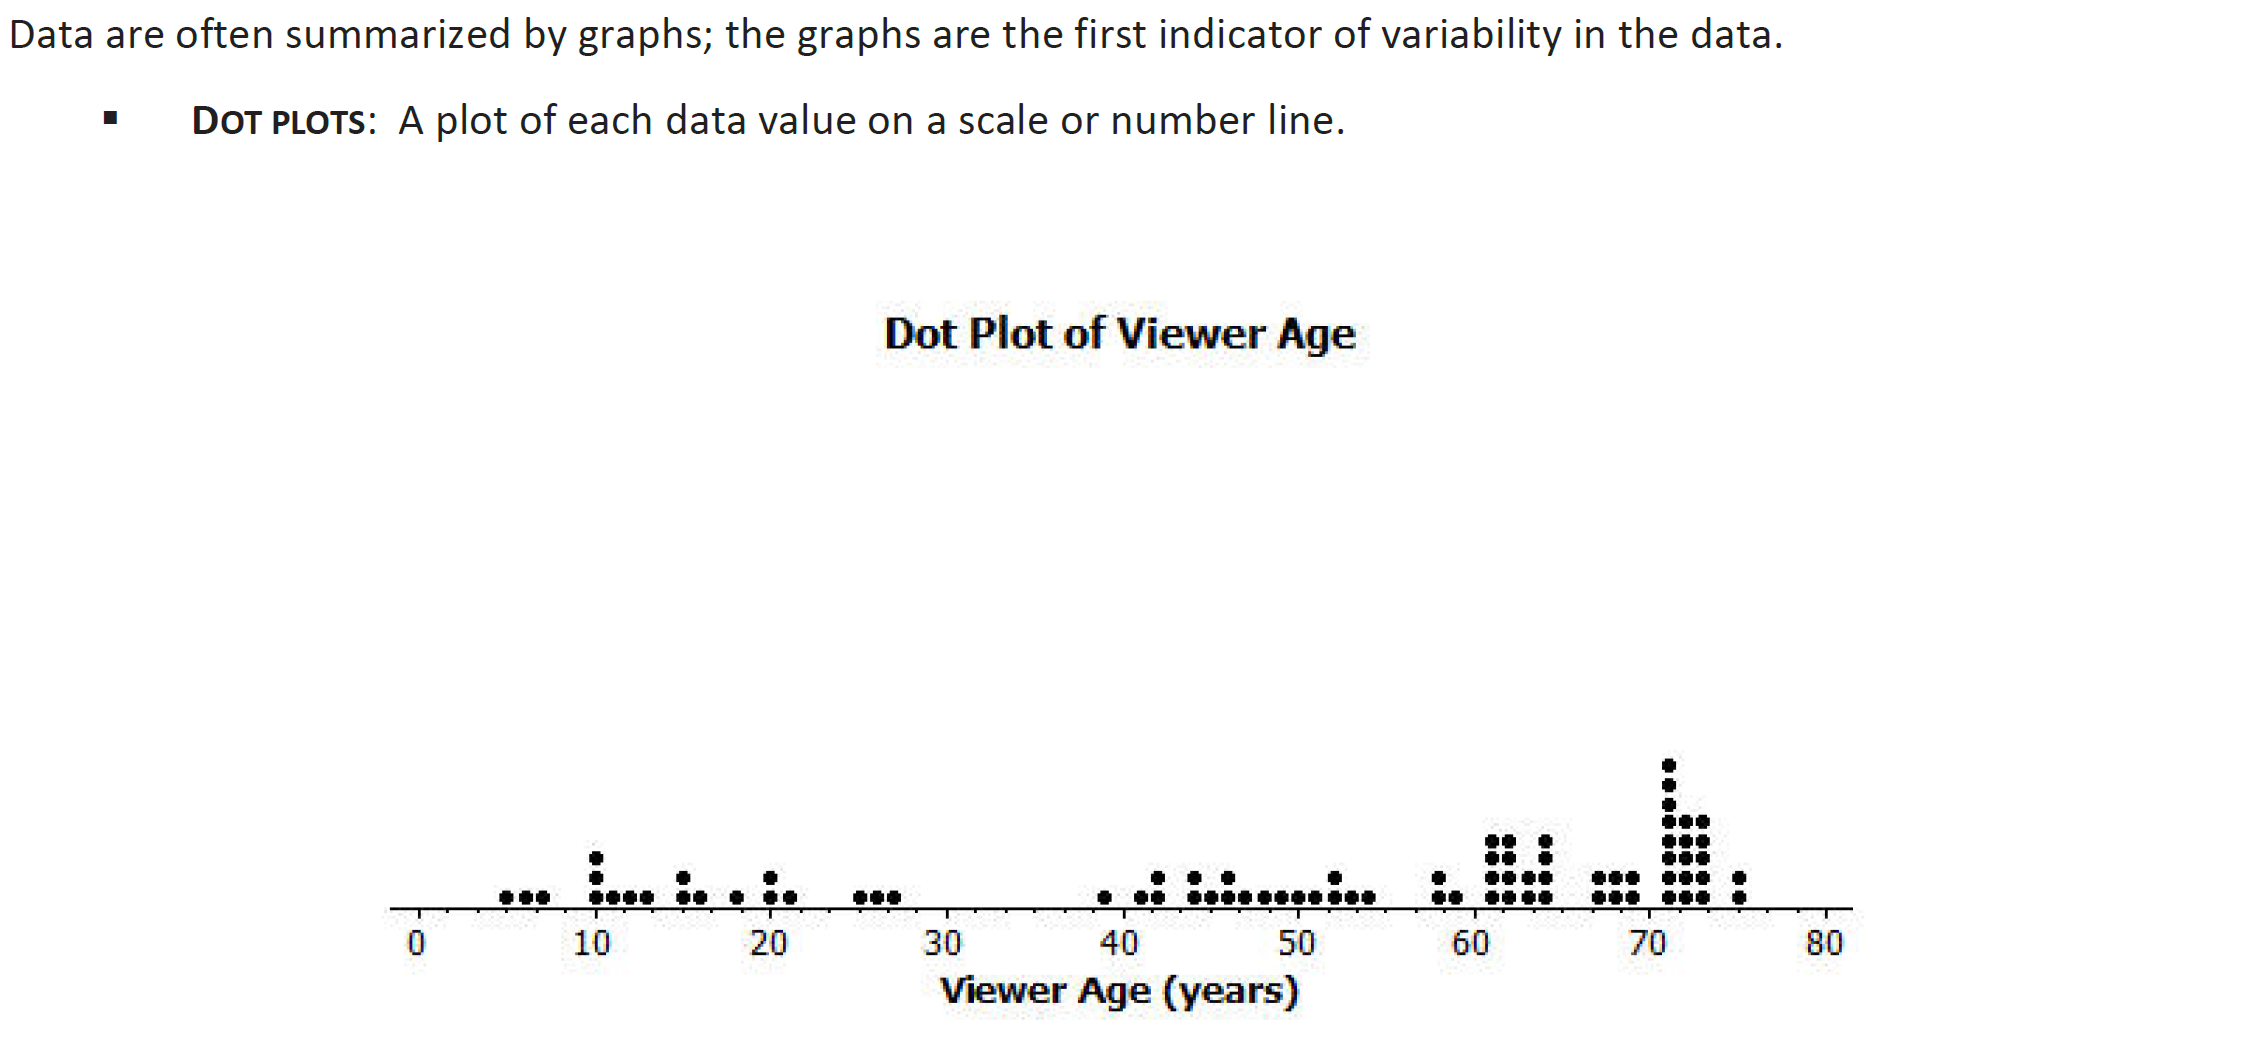 Data are often summarized by graphs; the graphs are the first indicator of variability in the data.
▪ DOT PLOTS: A plot of each data value on a scale or number line.
Dot Plot of Viewer Age
0 10 20 30 40 50 60 70 80
Viewer Age (years)